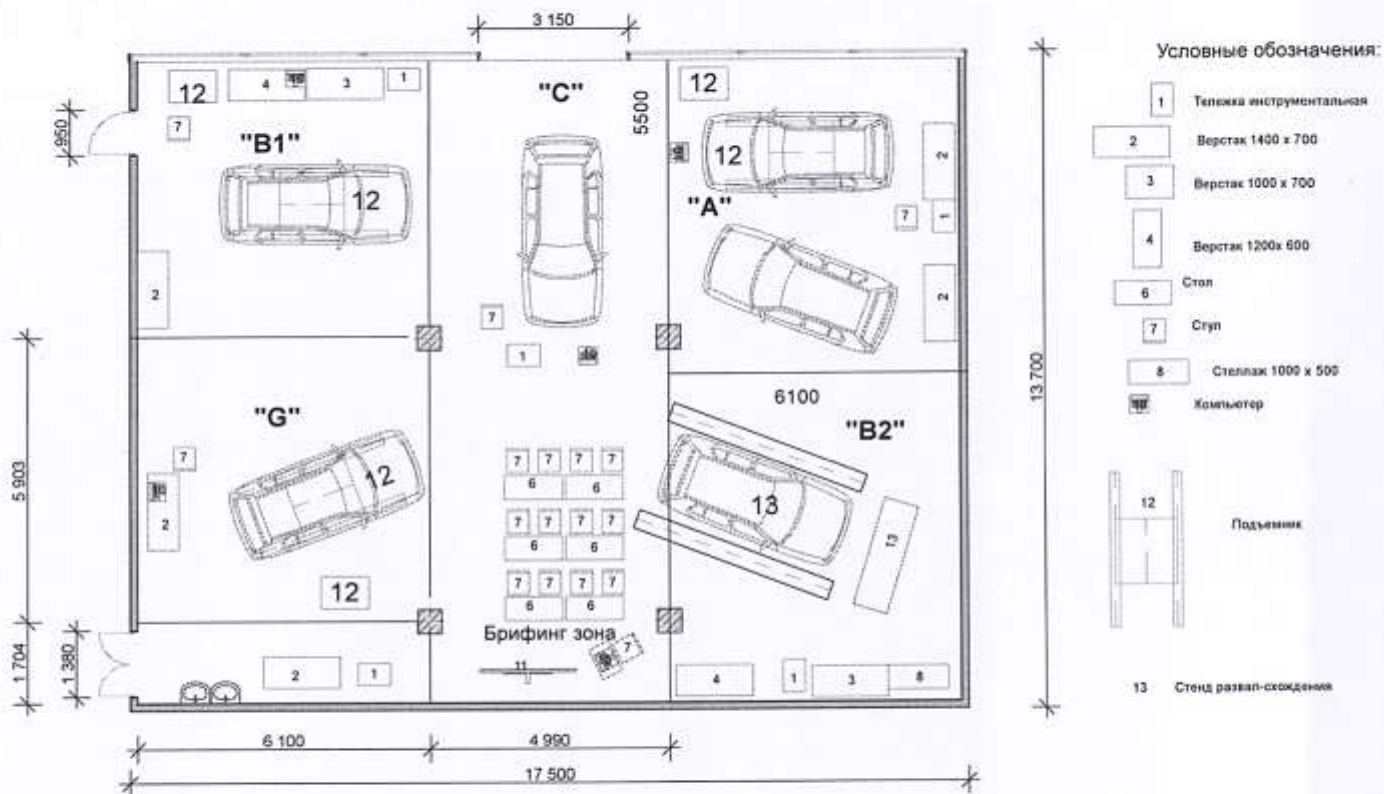 3 150
Условные обозначения:
12
4
3
1
"C"
12
1
Тележка инструментальная
950
7
"B1"
5500
12
2
2
Верстак 1400 х 700
12
"A"
7
1
3
Верстак 1000 х 700
4
Верстак 1200х 600
2
2
6
Стол
7
7
Стул
1
8
Стеллаж 1000 х 500
13 700
6100
Компьютер
"G"
"B2"
7
12
7 7 7 7
6 6
5 903
2
13
12
Подъемник
7 7 7 7
6 6
13
12
7 7 7 7
6 6
Брифинг зона
7
1 704
1 380
2
1
11
4
1
3
8
13
Стенд развал-схождения
6 100
4 990
17 500